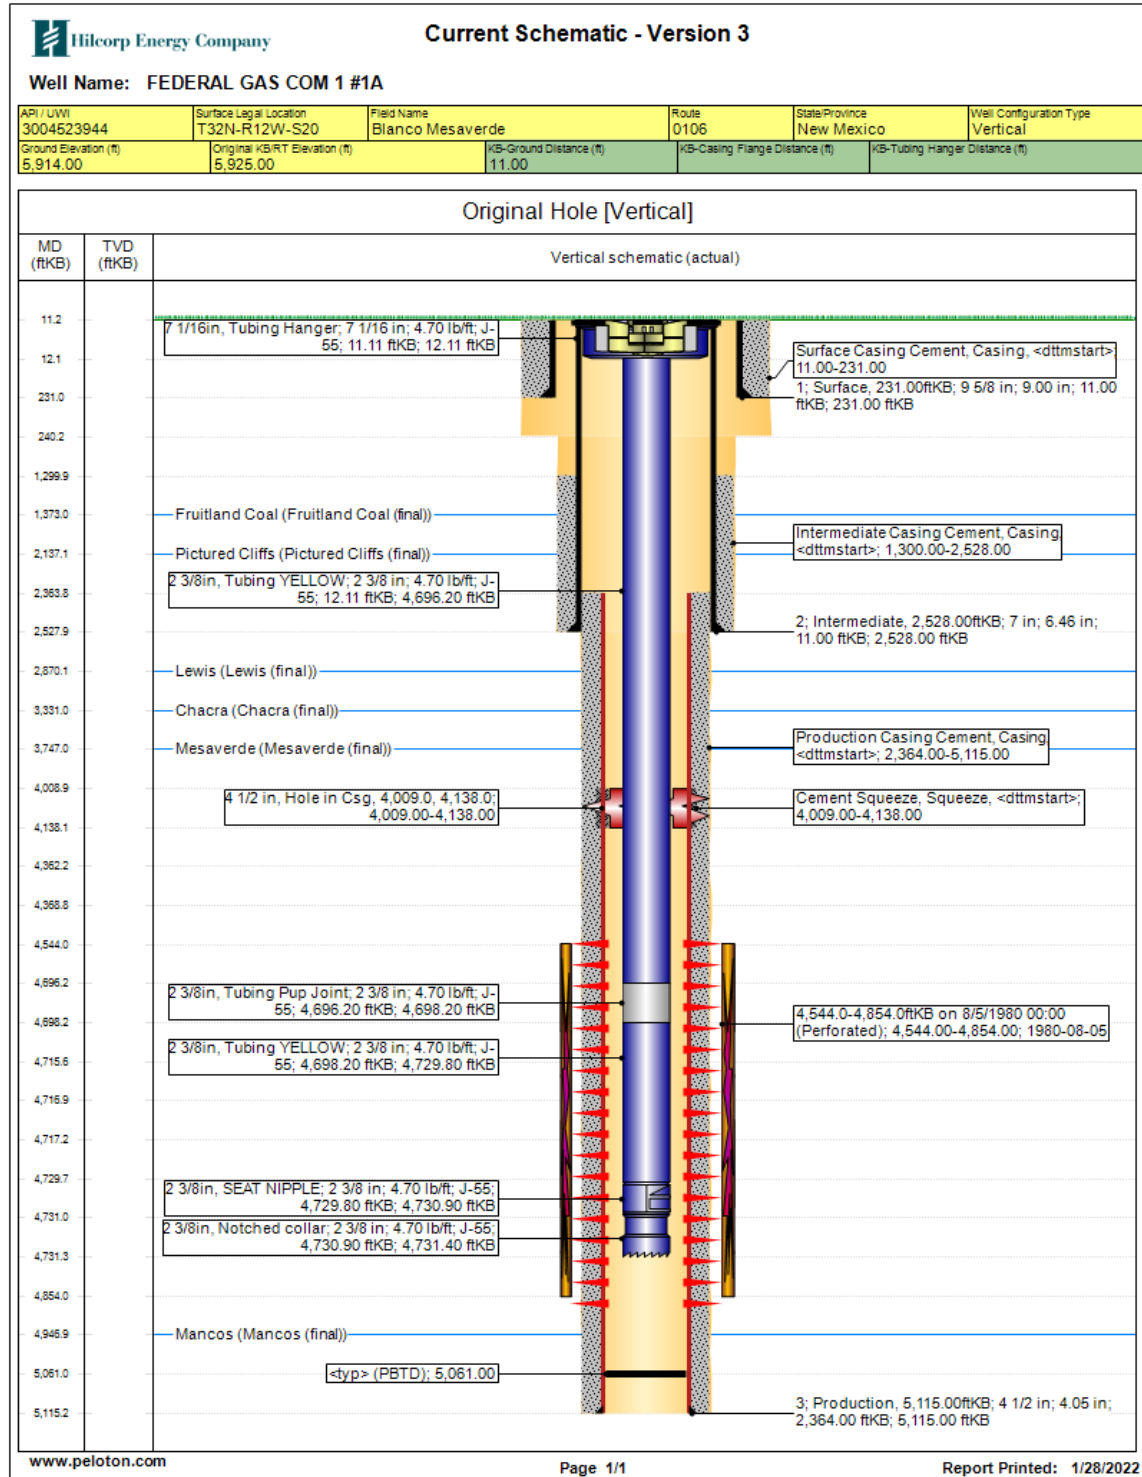 Hilcorp Energy Company
Current Schematic - Version 3
Well Name: FEDERAL GAS COM 1 #1A
API / UWI
3004523944
Surface Legal Location
T32N-R12W-S20
Field Name
Blanco Mesaverde
Route
0106
State/Province
New Mexico
Well Configuration Type
Vertical
Ground Elevation (ft)
5,914.00
Original KB/RT Elevation (ft)
5,925.00
KB-Ground Distance (ft)
11.00
KB-Casing Flange Distance (ft)
KB-Tubing Hanger Distance (ft)
Original Hole [Vertical]
MD
(ftKB)
TVD
(ftKB)
Vertical schematic (actual)
11.2
7 1/16in, Tubing Hanger; 7 1/16 in; 4.70 lb/ft; J-
55; 11.11 ftKB; 12.11 ftKB
12.1
Surface Casing Cement, Casing, <dttmstart>;
11.00-231.00
231.0
1; Surface, 231.00ftKB; 9 5/8 in; 9.00 in; 11.00
ftKB; 231.00 ftKB
240.2
1,299.9
1,373.0
Fruitland Coal (Fruitland Coal (final))
Intermediate Casing Cement, Casing,
<dttmstart>; 1,300.00-2,528.00
2,137.1
Pictured Cliffs (Pictured Cliffs (final))
2 3/8in, Tubing YELLOW; 2 3/8 in; 4.70 lb/ft; J-
55; 12.11 ftKB; 4,696.20 ftKB
2,363.8
2,527.9
2; Intermediate, 2,528.00ftKB; 7 in; 6.46 in;
11.00 ftKB; 2,528.00 ftKB
2,870.1
Lewis (Lewis (final))
3,331.0
Chacra (Chacra (final))
3,747.0
Mesaverde (Mesaverde (final))
Production Casing Cement, Casing,
<dttmstart>; 2,364.00-5,115.00
4,008.9
4 1/2 in, Hole in Csg, 4,009.0, 4,138.0;
4,009.00-4,138.00
Cement Squeeze, Squeeze, <dttmstart>;
4,009.00-4,138.00
4,138.1
4,362.2
4,368.8
4,544.0
4,696.2
2 3/8in, Tubing Pup Joint; 2 3/8 in; 4.70 lb/ft; J-
55; 4,696.20 ftKB; 4,698.20 ftKB
4,698.2
4,544.0-4,854.0ftKB on 8/5/1980 00:00
(Perforated); 4,544.00-4,854.00; 1980-08-05
2 3/8in, Tubing YELLOW; 2 3/8 in; 4.70 lb/ft; J-
55; 4,698.20 ftKB; 4,729.80 ftKB
4,715.6
4,716.9
4,717.2
4,729.7
2 3/8in, SEAT NIPPLE; 2 3/8 in; 4.70 lb/ft; J-55;
4,729.80 ftKB; 4,730.90 ftKB
4,731.0
2 3/8in, Notched collar; 2 3/8 in; 4.70 lb/ft; J-55;
4,730.90 ftKB; 4,731.40 ftKB
4,731.3
4,854.0
4,946.9
Mancos (Mancos (final))
5,061.0
<typ> (PBTD); 5,061.00
5,115.2
3; Production, 5,115.00ftKB; 4 1/2 in; 4.05 in;
2,364.00 ftKB; 5,115.00 ftKB
www.peloton.com
Page 1/1
Report Printed: 1/28/2022